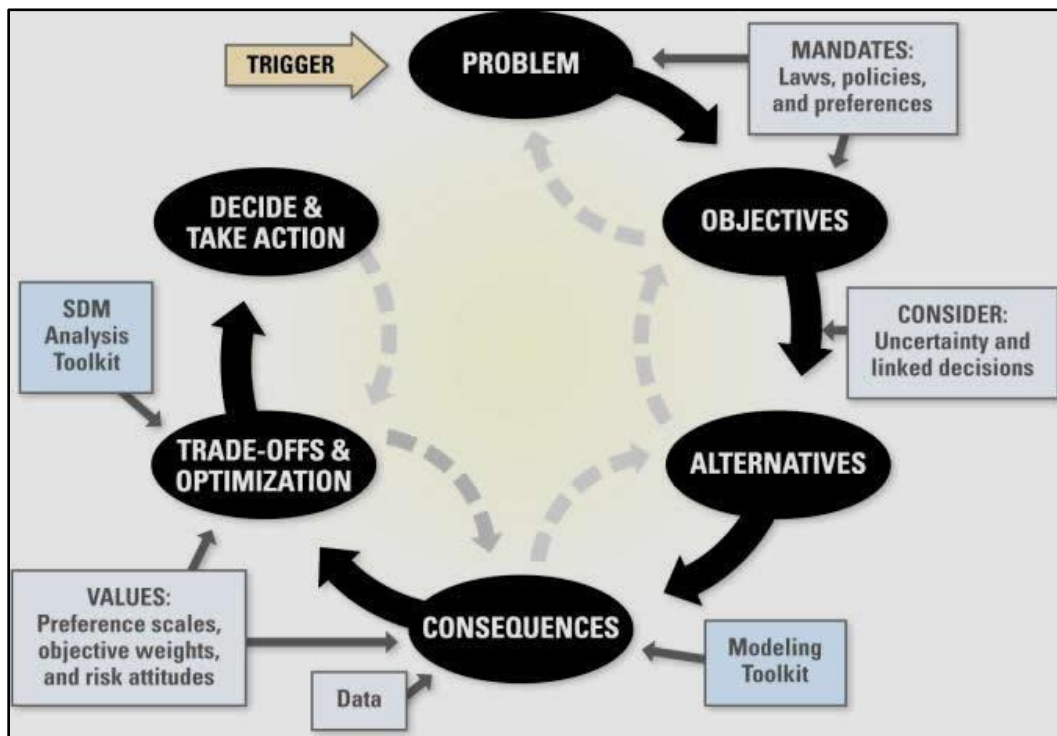 TRIGGER
PROBLEM
MANDATES:
Laws, policies,
and preferences
DECIDE &
TAKE ACTION
OBJECTIVES
SDM
Analysis
Toolkit
CONSIDER:
Uncertainty and
linked decisions
TRADE-OFFS &
OPTIMIZATION
ALTERNATIVES
VALUES:
Preference scales,
objective weights,
and risk attitudes
CONSEQUENCES
Modeling
Toolkit
Data